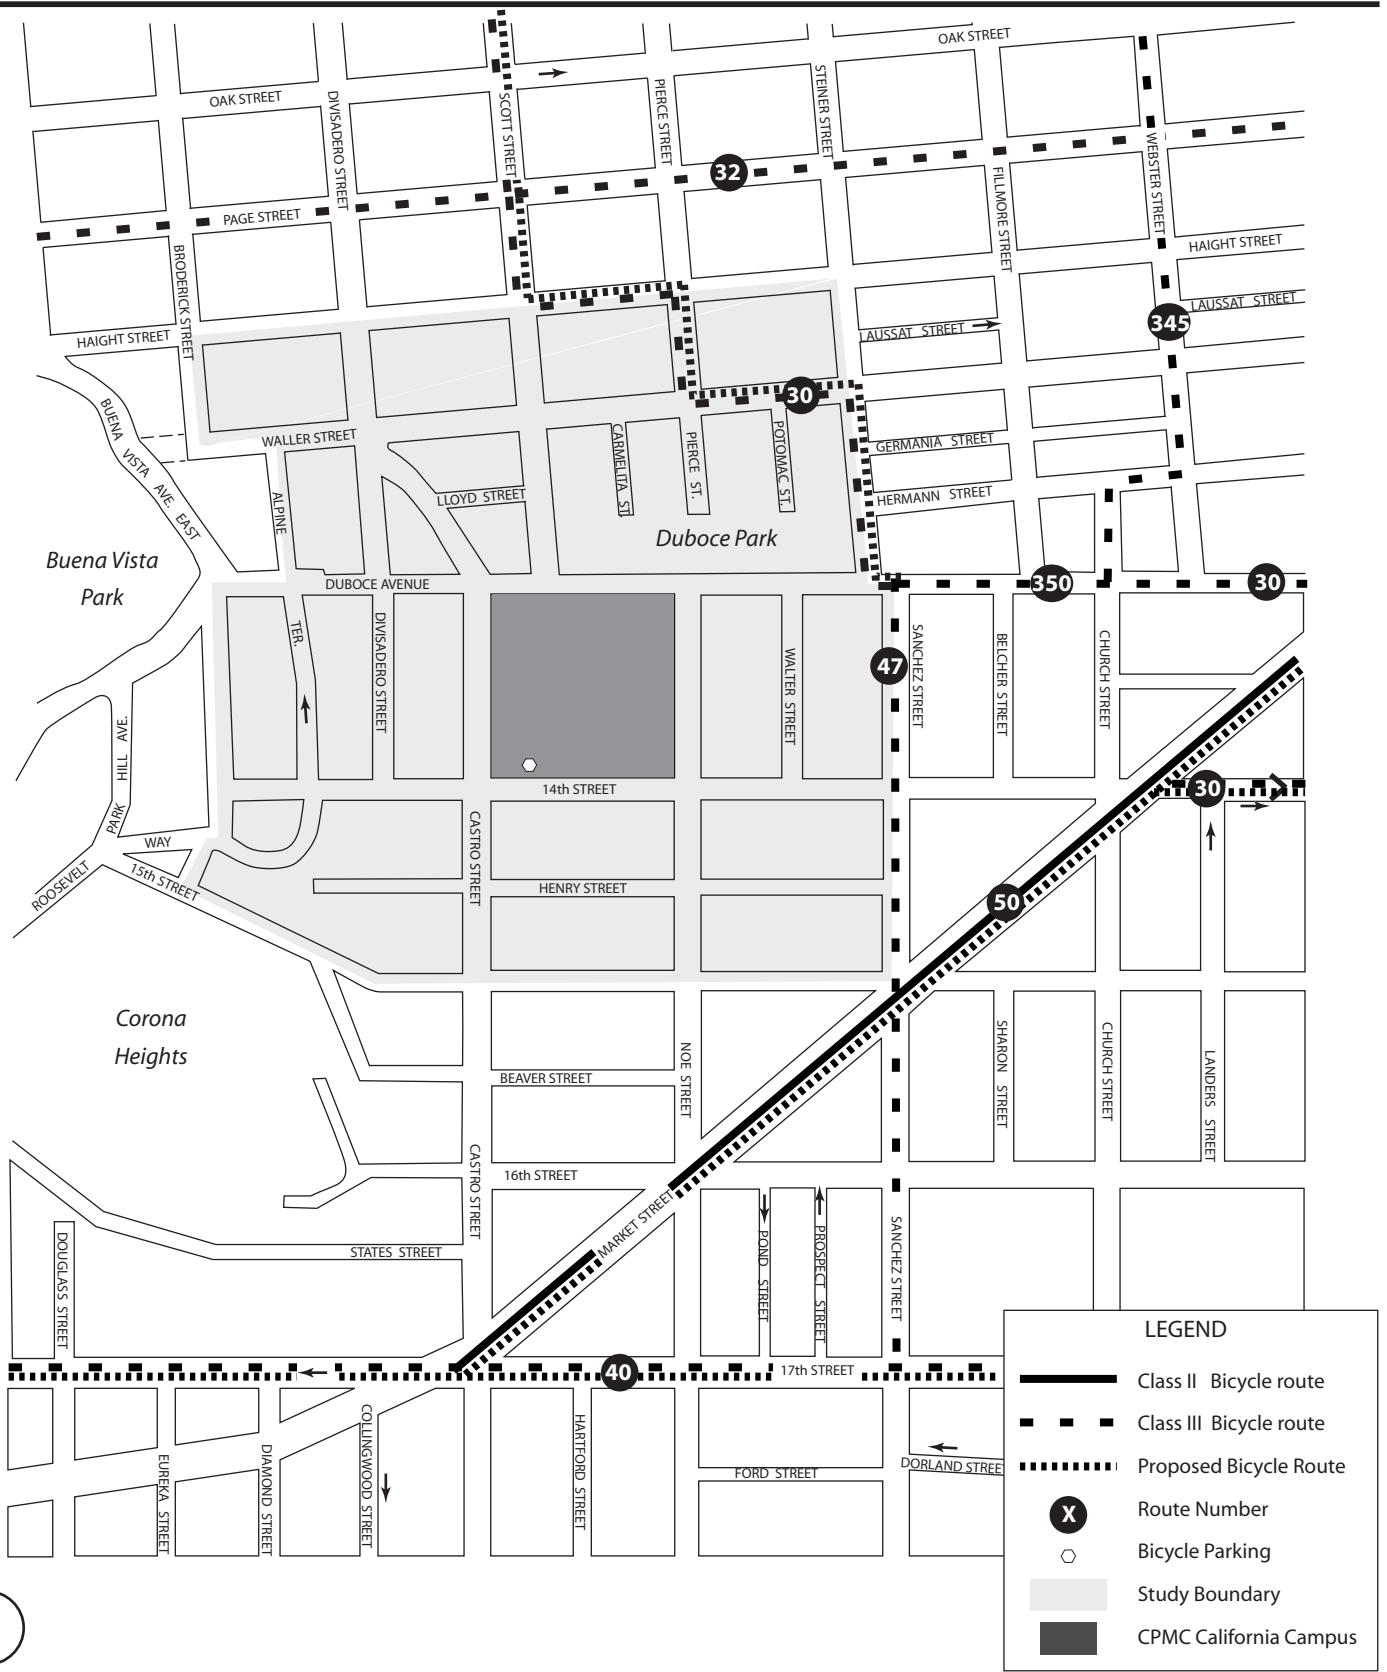 OAK STREET
OAK STREET
DIVISADERO STREET
SCOTT STREET
PIERCE STREET
STEINER STREET
FILLMORE STREET
WEBSTER STREET
32
PAGE STREET
BRODERICK STREET
HAIGHT STREET
HAIGHT STREET
LAUSSAT STREET
LAUSSAT STREET
345
30
BUENA VISTA AVE. EAST
WALLER STREET
ALPINE
LLOYD STREET
CARMELITA ST.
PIERCE ST.
POTOMAC ST.
GERMANIA STREET
HERMANN STREET
Duboce Park
Buena Vista
Park
DUBOCE AVENUE
350
30
TER.
DIVISADERO STREET
WALTER STREET
47
SANCHEZ STREET
BELCHER STREET
CHURCH STREET
PARK HILL AVE.
14th STREET
30
ROOSEVELT
WAY
15th STREET
CASTRO STREET
HENRY STREET
50
Corona
Heights
BEAVER STREET
NOE STREET
SHARON STREET
CHURCH STREET
LANDERS STREET
CASTRO STREET
16th STREET
MARKET STREET
STATES STREET
DOUGLASS STREET
POND STREET
PROSPECT STREET
SANCHEZ STREET
40
17th STREET
EUREKA STREET
DIAMOND STREET
COLLINGWOOD STREET
HARTFORD STREET
FORD STREET
DORLAND STREET
LEGEND
Class II Bicycle route
Class III Bicycle route
Proposed Bicycle Route
X Route Number
Bicycle Parking
Study Boundary
CPMC California Campus